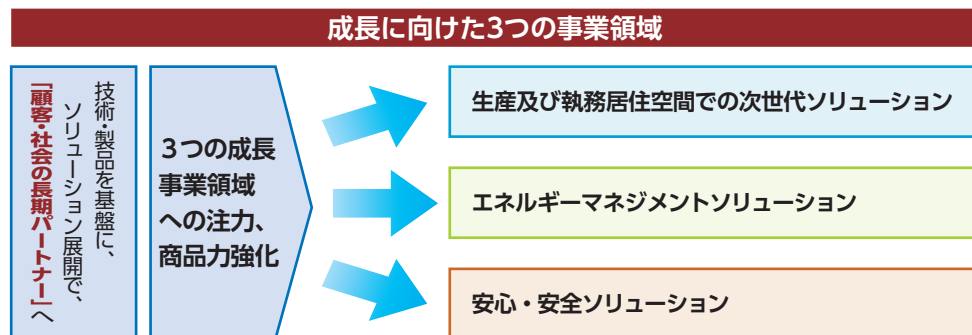 成長に向けた3つの事業領域
技術・製品を基盤に、
ソリューション展開で、
「顧客・社会の長期パートナー」へ
3つの成長
事業領域
への注力、
商品力強化
生産及び執務居住空間での次世代ソリューション
エネルギーマネジメントソリューション
安心・安全ソリューション